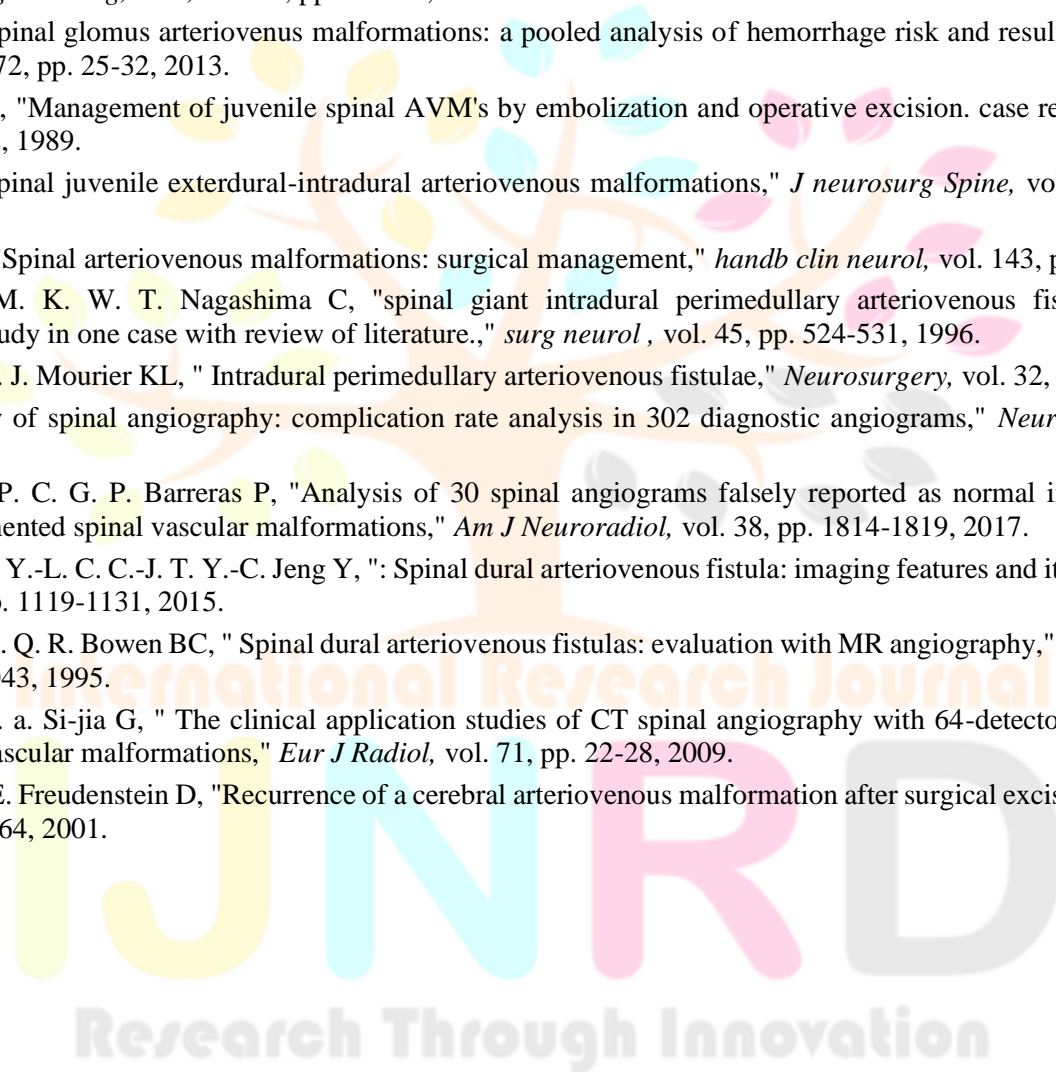 pinal glomus arteriovenus malformations: a pooled analysis of hemorrhage risk and resul
72, pp. 25-32, 2013.
, "Management of juvenile spinal AVM's by embolization and operative excision. case re
, 1989.
pinal juvenile exterdural-intradural arteriovenous malformations," J neurosurg Spine, vo
"Spinal arteriovenous malformations: surgical management," handb clin neurol, vol. 143, p
M. K. W. T. Nagashima C, "spinal giant intradural perimedullary arteriovenous fis
udy in one case with review of literature.," surg neurol , vol. 45, pp. 524-531, 1996.
. J. Mourier KL, " Intradural perimedullary arteriovenous fistulae," Neurosurgery, vol. 32,
y of spinal angiography: complication rate analysis in 302 diagnostic angiograms," Neur
P. C. G. P. Barreras P, "Analysis of 30 spinal angiograms falsely reported as normal i
ented spinal vascular malformations," Am J Neuroradiol, vol. 38, pp. 1814-1819, 2017.
Y.-L. C. C.-J. T. Y.-C. Jeng Y, ": Spinal dural arteriovenous fistula: imaging features and it
. 1119-1131, 2015.
. Q. R. Bowen BC, " Spinal dural arteriovenous fistulas: evaluation with MR angiography,"
043, 1995.
International Research Journal
. a. Si-jia G, " The clinical application studies of CT spinal angiography with 64-detecto
ascular malformations," Eur J Radiol, vol. 71, pp. 22-28, 2009.
E. Freudenstein D, "Recurrence of a cerebral arteriovenous malformation after surgical excis
64, 2001.
IJNRD
Research Through Innovation